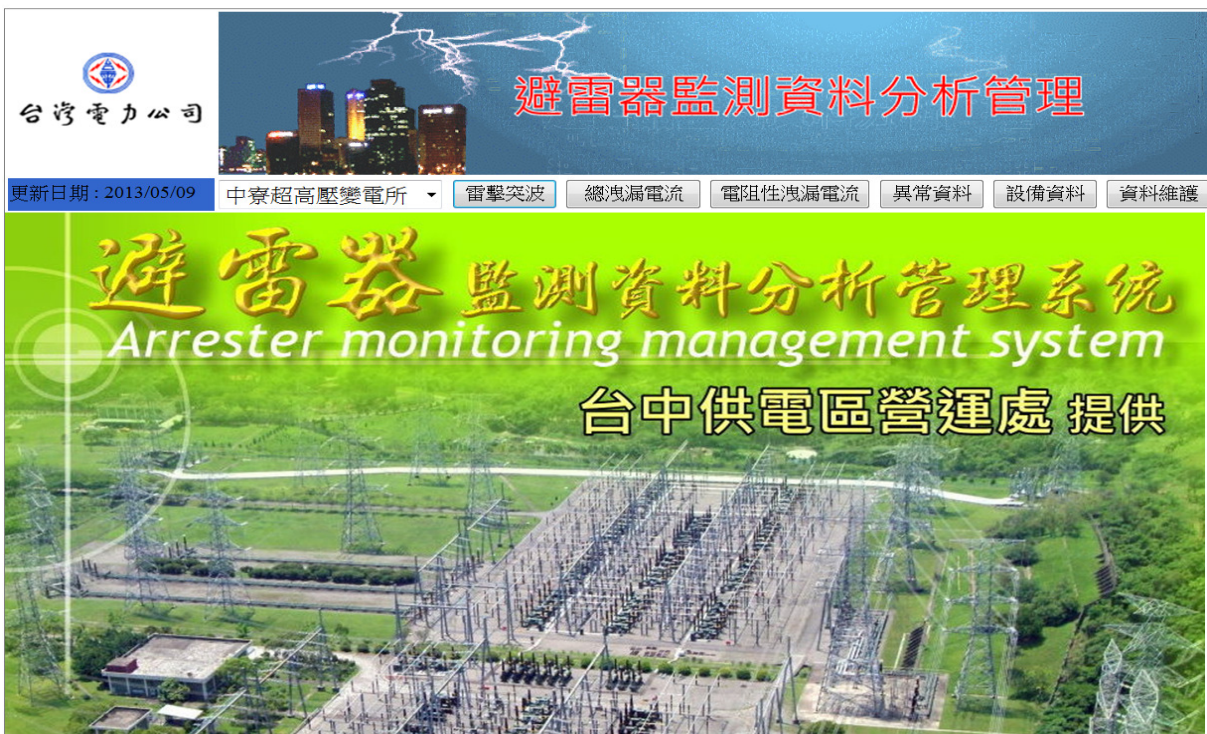 台灣電力公司
避雷器監測資料分析管理
更新日期 : 2013/05/09
中寮超高壓變電所
雷擊突波
總洩漏電流
電阻性洩漏電流
異常資料
設備資料
資料維護
避雷器監測資料分析管理系統
Arrester monitoring management system
台中供電區營運處 提供